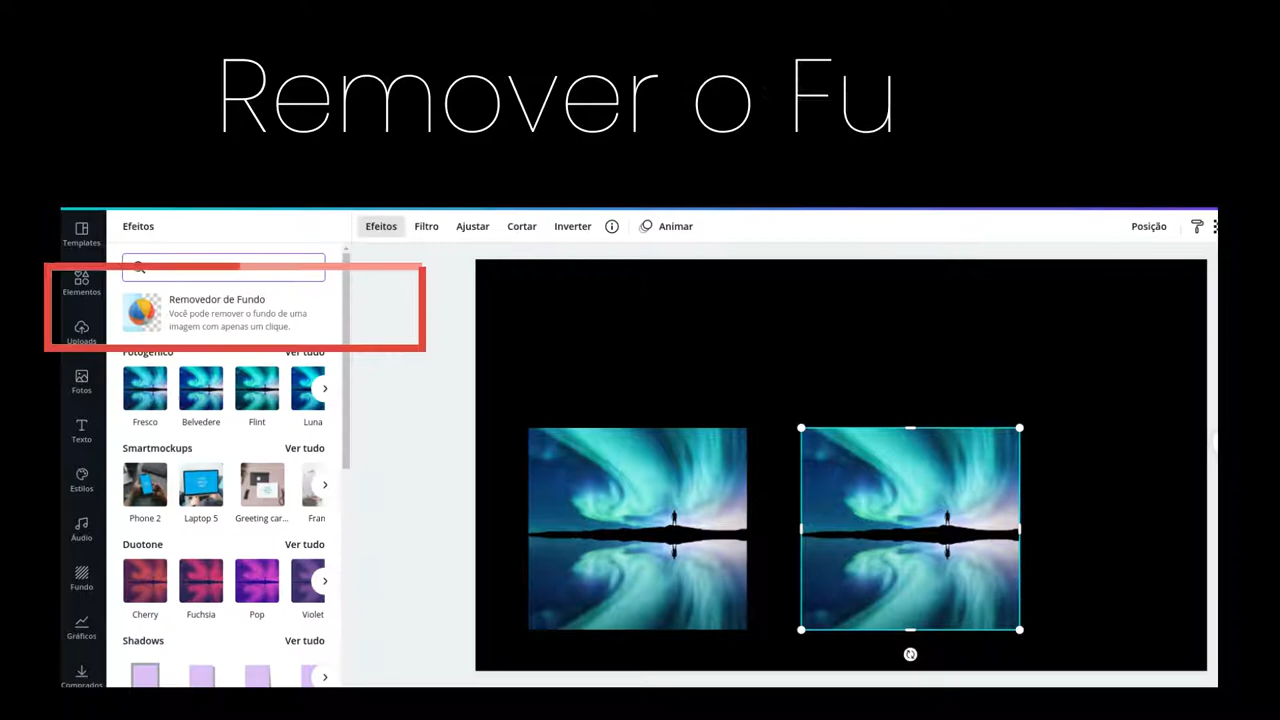 Remover o Fu
Templates
Elementos
Uploads
Fotos
Texto
Estilos
Áudio
Fundo
Gráficos
Comprados
Efeitos
Removedor de Fundo
Você pode remover o fundo de uma
imagem com apenas um clique.
Fotogênico Ver tudo
Fresco Belvedere Flint Luna
Smartmockups Ver tudo
Phone 2 Laptop 5 Greeting car... Fran
Duotone Ver tudo
Cherry Fuchsia Pop Violet
Shadows Ver tudo
Efeitos Filtro Ajustar Cortar Inverter Animar Posição